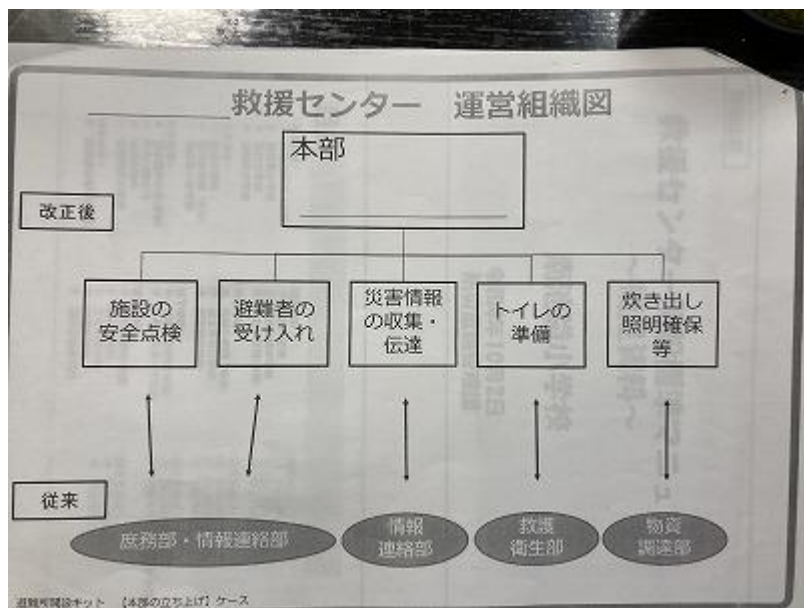 救援センター 運営組織図
本部
改正後
施設の
安全点検
避難者の
受け入れ
災害情報
の収集・
伝達
トイレの
準備
炊き出し
照明確保
等
従来
庶務部・情報連絡部
情報
連絡部
救護
衛生部
物資
調達部
避難所開設キット 【本部の立ち上げ】ケース